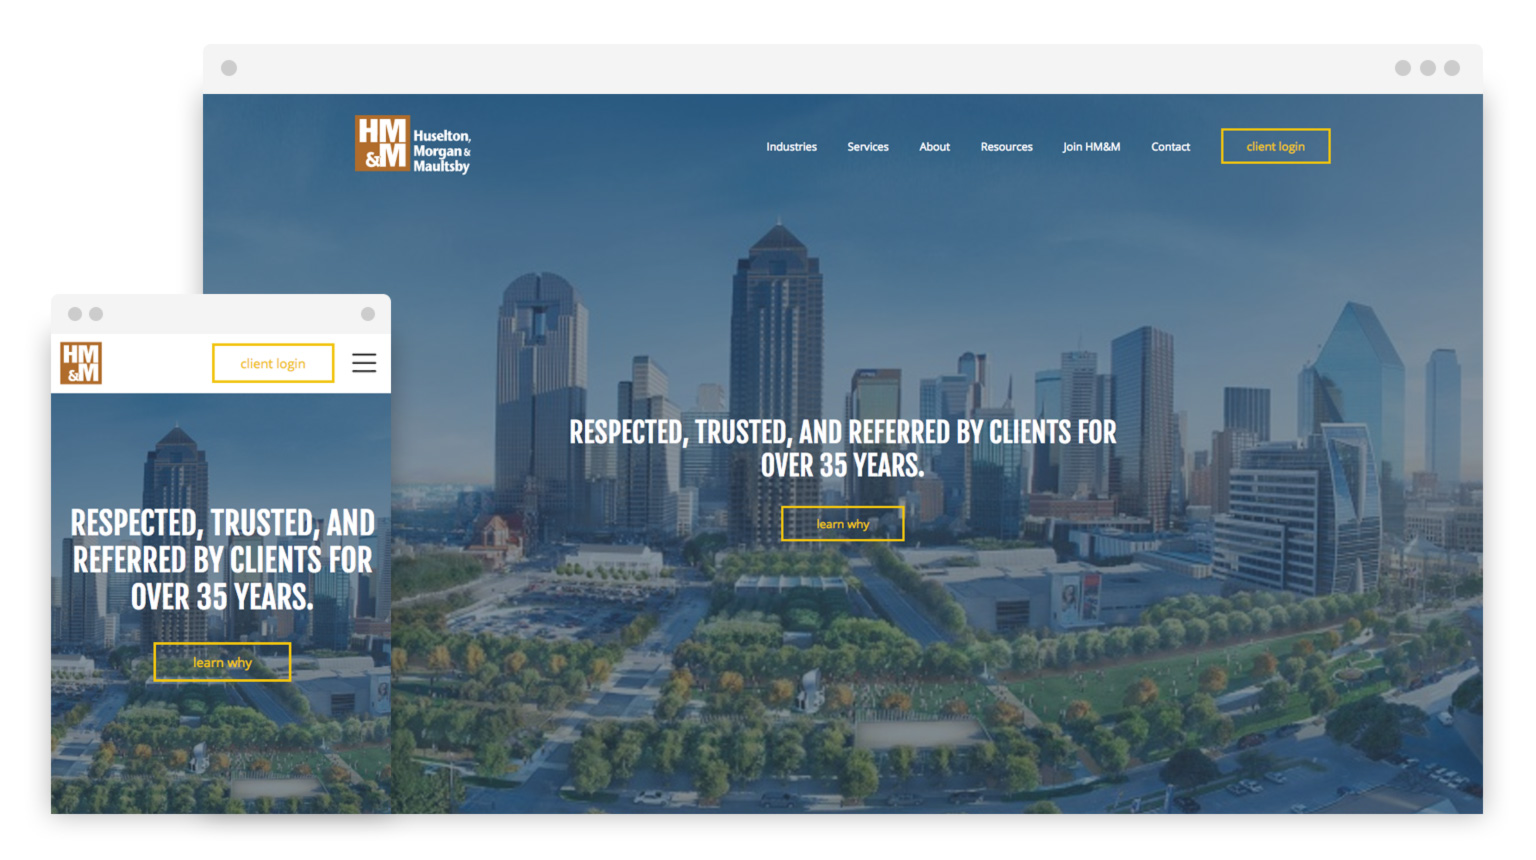 HM
&M
Huselton,
Morgan &
Maultsby
Industries
Services
About
Resources
Join HM&M
Contact
client login
RESPECTED, TRUSTED, AND REFERRED BY CLIENTS FOR
OVER 35 YEARS.
learn why
HM
&M
client login
RESPECTED, TRUSTED, AND
REFERRED BY CLIENTS FOR
OVER 35 YEARS.
learn why